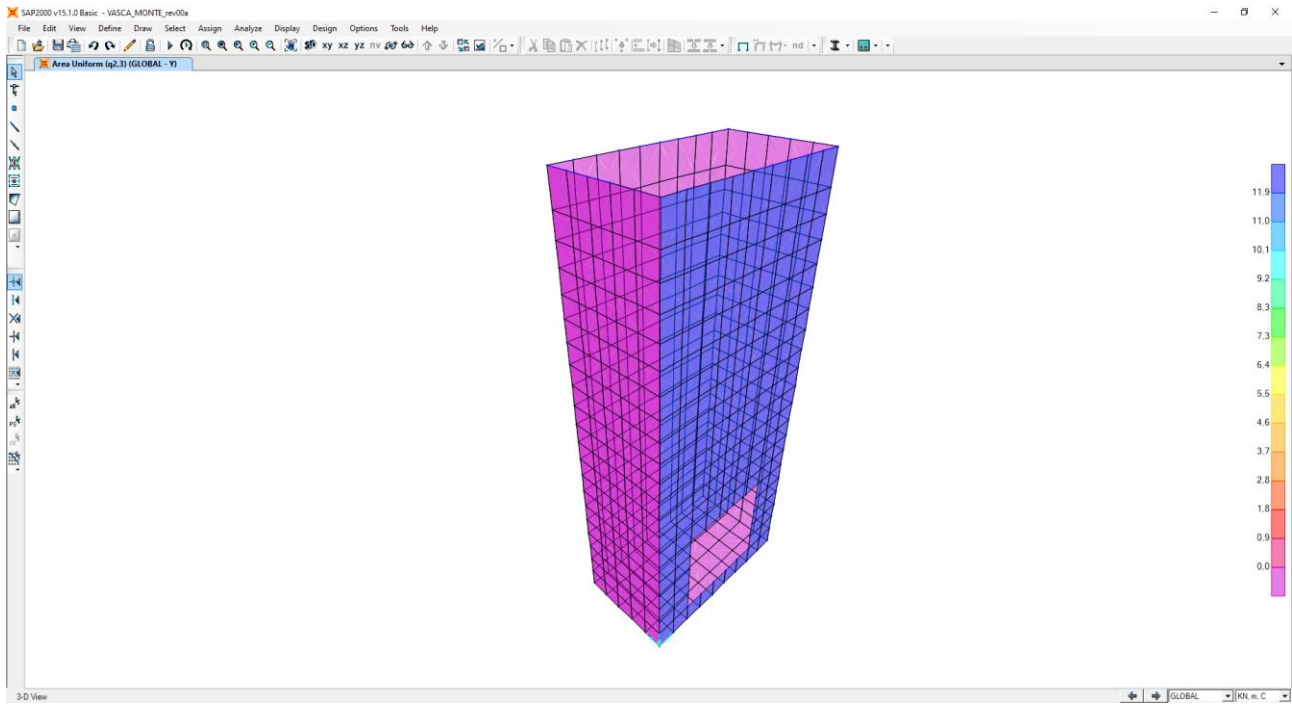 SAP2000 v15.1.0 Basic - VASCA_MONTE_rev00a
File Edit View Define Draw Select Assign Analyze Display Design Options Tools Help
xy xz yz nv nd
Area Uniform (q2,3) (GLOBAL - Y)
11.9
11.0
10.1
9.2
8.3
7.3
6.4
5.5
4.6
3.7
2.8
1.8
0.9
0.0
3-D View
GLOBAL
KN, m, C